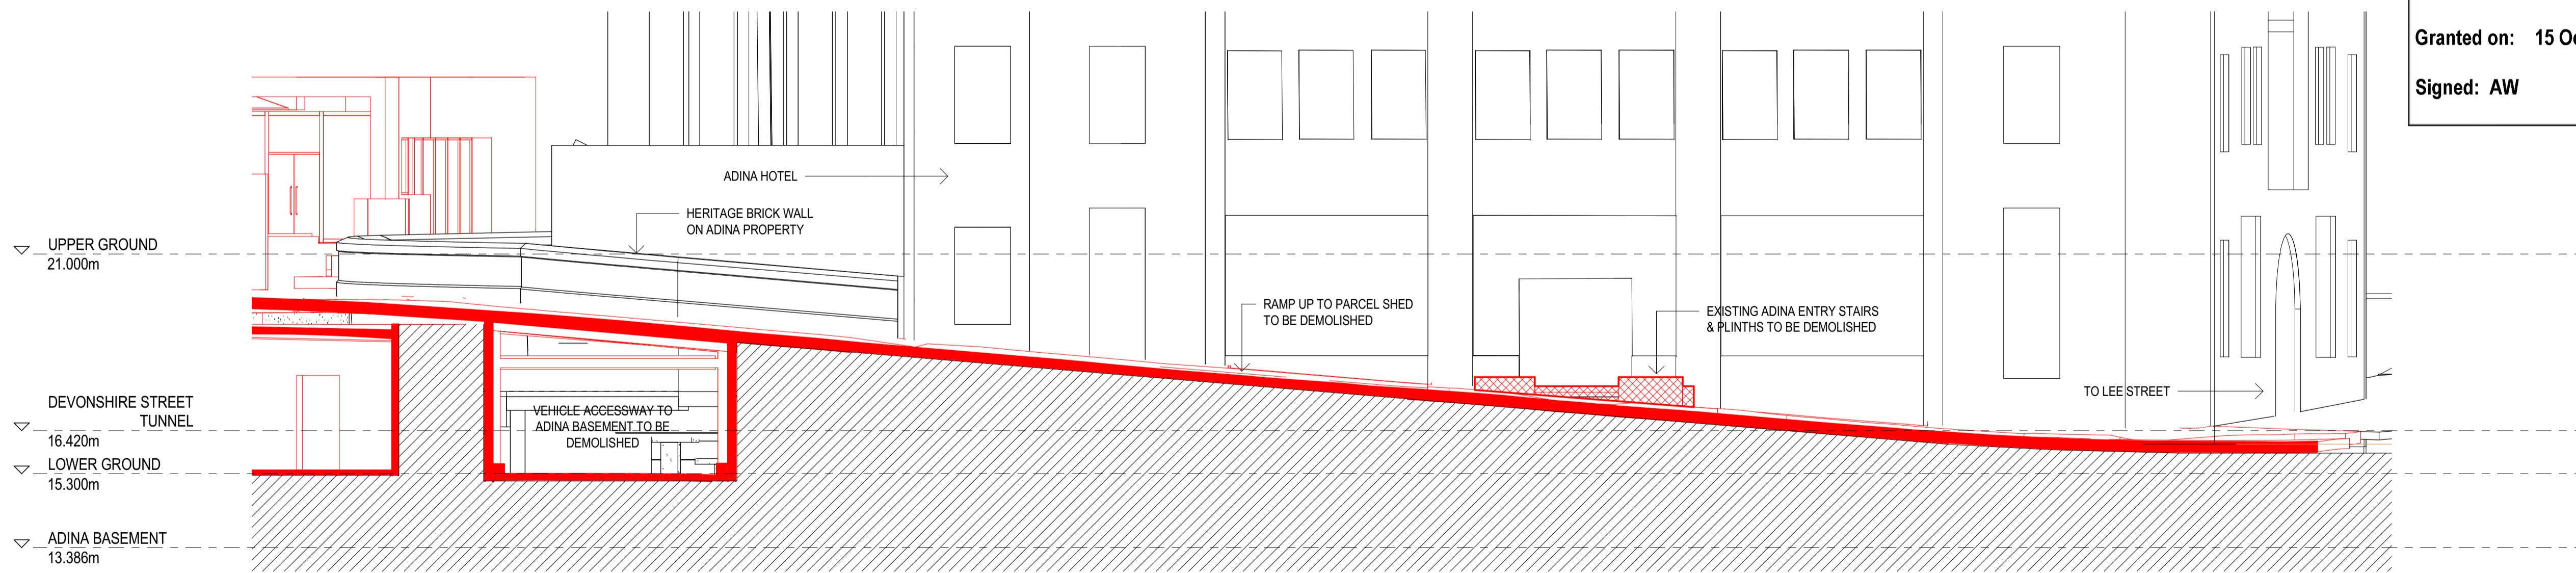 Granted on: 15 O
Signed: AW
ADINA HOTEL
HERITAGE BRICK WALL
ON ADINA PROPERTY
UPPER GROUND
21.000m
RAMP UP TO PARCEL SHED
TO BE DEMOLISHED
EXISTING ADINA ENTRY STAIRS
& PLINTHS TO BE DEMOLISHED
TO LEE STREET
DEVONSHIRE STREET
TUNNEL
16.420m
VEHICLE ACCESSWAY TO
ADINA BASEMENT TO BE
DEMOLISHED
LOWER GROUND
15.300m
ADINA BASEMENT
13.386m